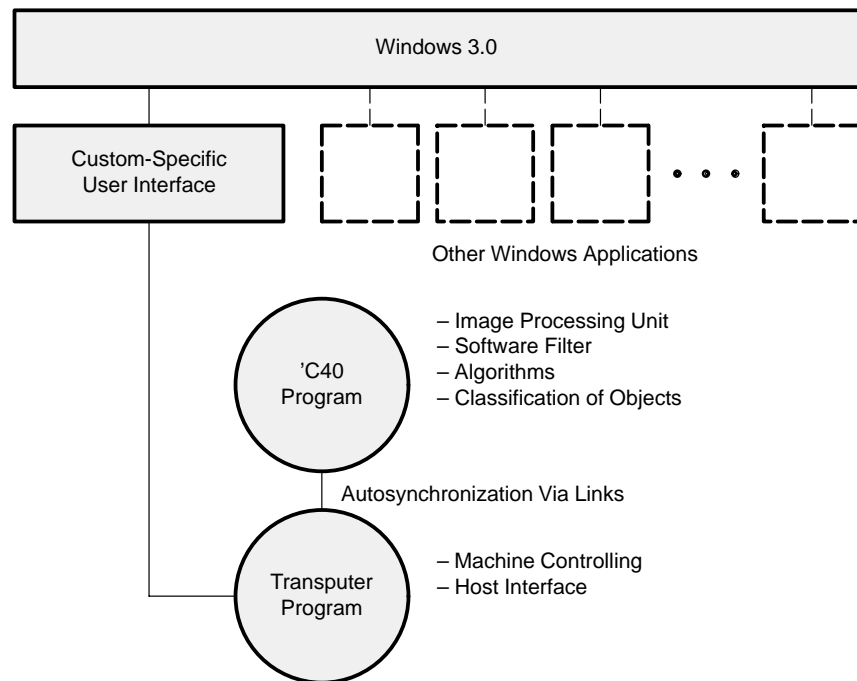 Windows 3.0
Custom-Specific
User Interface
Other Windows Applications
’C40
Program
– Image Processing Unit
– Software Filter
– Algorithms
– Classification of Objects
Autosynchronization Via Links
Transputer
Program
– Machine Controlling
– Host Interface